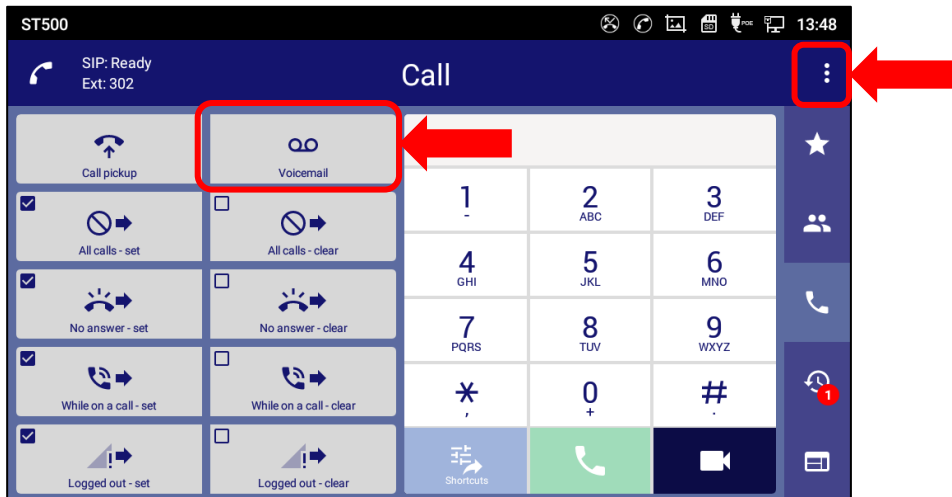 ST500
SD
POE
13:48
SIP: Ready
Ext: 302
Call
Call pickup
Voicemail
All calls - set
All calls - clear
No answer - set
No answer - clear
While on a call - set
While on a call - clear
Logged out - set
Logged out - clear
1
-
2
ABC
3
DEF
4
GHI
5
JKL
6
MNO
7
PQRS
8
TUV
9
WXYZ
*
,
0
+
#
.
Shortcuts
1